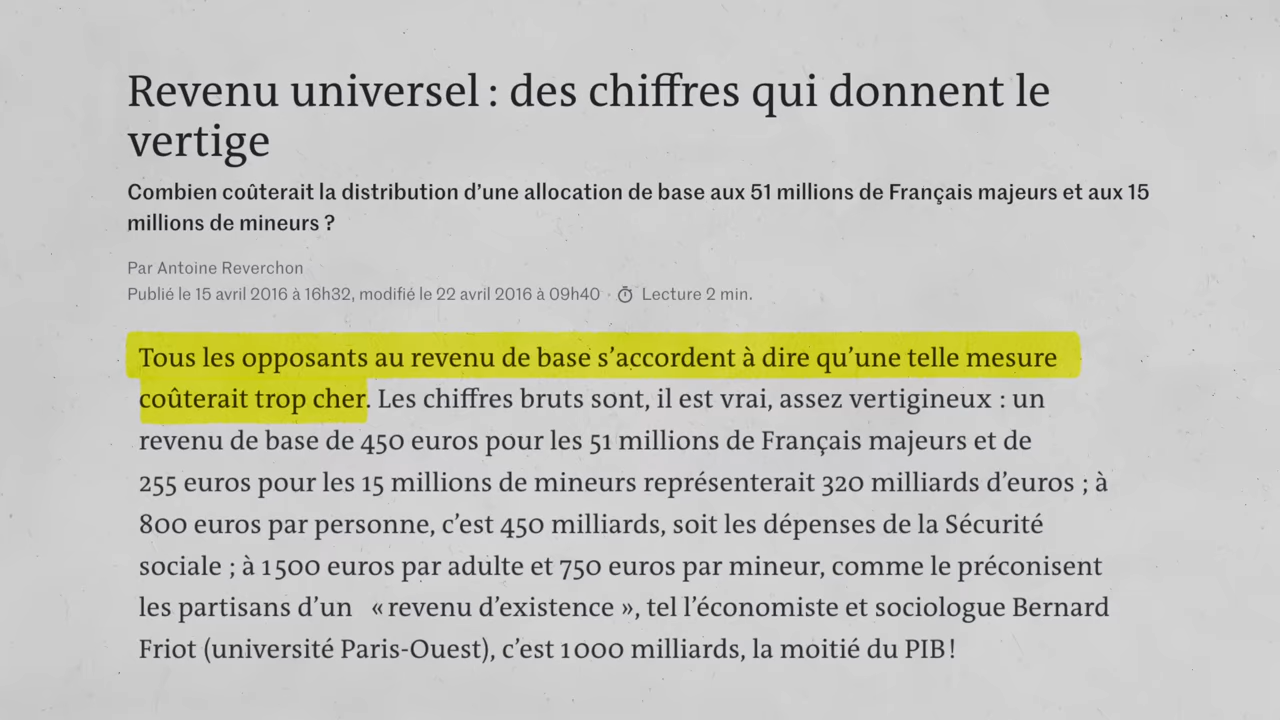 Revenu universel : des chiffres qui donnent le
vertige
Combien coûterait la distribution d’une allocation de base aux 51 millions de Français majeurs et aux 15
millions de mineurs ?
Par Antoine Reverchon
Publié le 15 avril 2016 à 16h32, modifié le 22 avril 2016 à 09h40 · Lecture 2 min.
Tous les opposants au revenu de base s’accordent à dire qu’une telle mesure
coûterait trop cher. Les chiffres bruts sont, il est vrai, assez vertigineux : un
revenu de base de 450 euros pour les 51 millions de Français majeurs et de
255 euros pour les 15 millions de mineurs représenterait 320 milliards d’euros ; à
800 euros par personne, c’est 450 milliards, soit les dépenses de la Sécurité
sociale ; à 1 500 euros par adulte et 750 euros par mineur, comme le préconisent
les partisans d’un « revenu d’existence », tel l’économiste et sociologue Bernard
Friot (université Paris-Ouest), c’est 1 000 milliards, la moitié du PIB !